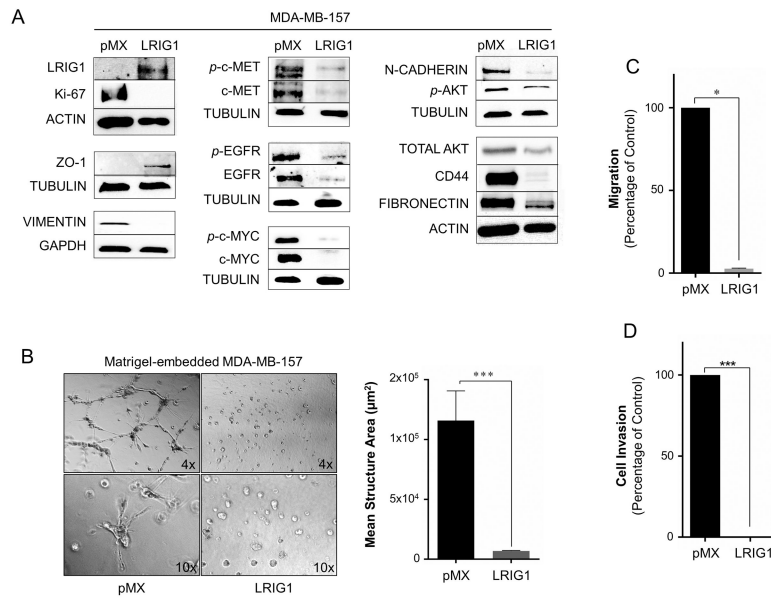 A
MDA-MB-157
pMX LRIG1
LRIG1
Ki-67
ACTIN
ZO-1
TUBULIN
VIMENTIN
GAPDH
pMX LRIG1
p-c-MET
c-MET
TUBULIN
p-EGFR
EGFR
TUBULIN
p-c-MYC
c-MYC
TUBULIN
pMX LRIG1
N-CADHERIN
p-AKT
TUBULIN
TOTAL AKT
CD44
FIBRONECTIN
ACTIN
B
Matrigel-embedded MDA-MB-157
4x 4x
10x 10x
pMX LRIG1
Mean Structure Area (µm²)
2x10⁵
1x10⁵
5x10⁴
0
***
pMX LRIG1
C
Migration
(Percentage of Control)
100
50
0
*
pMX LRIG1
D
Cell Invasion
(Percentage of Control)
100
50
0
***
pMX LRIG1